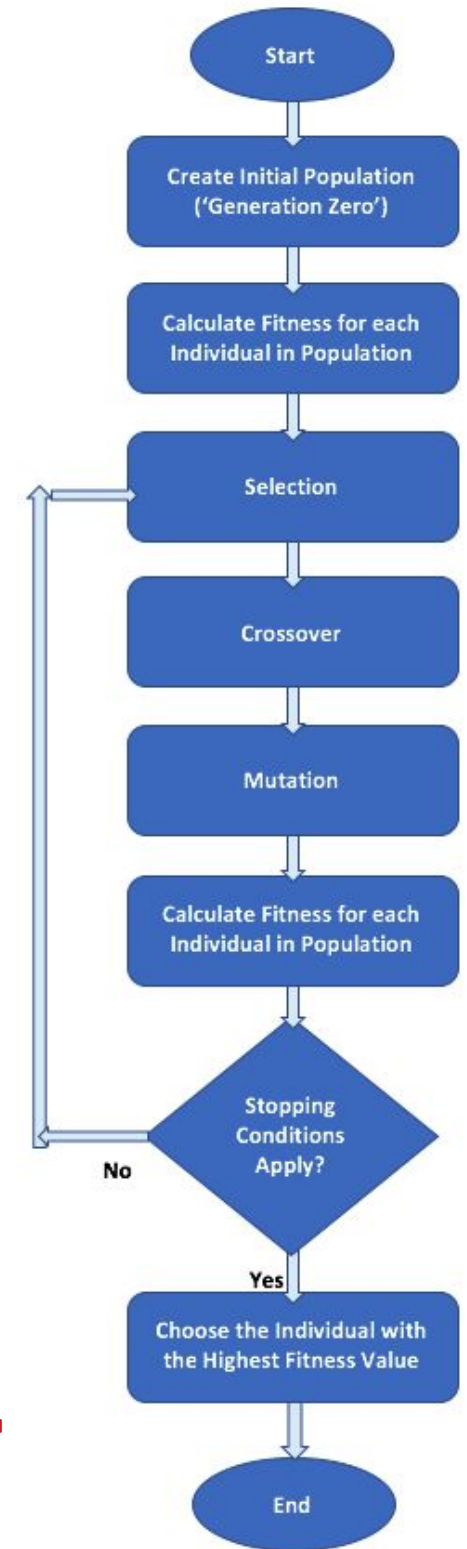 Start
Create Initial Population
('Generation Zero')
Calculate Fitness for each
Individual in Population
Selection
Crossover
Mutation
Calculate Fitness for each
Individual in Population
Stopping
Conditions
Apply?
No
Yes
Choose the Individual with
the Highest Fitness Value
End